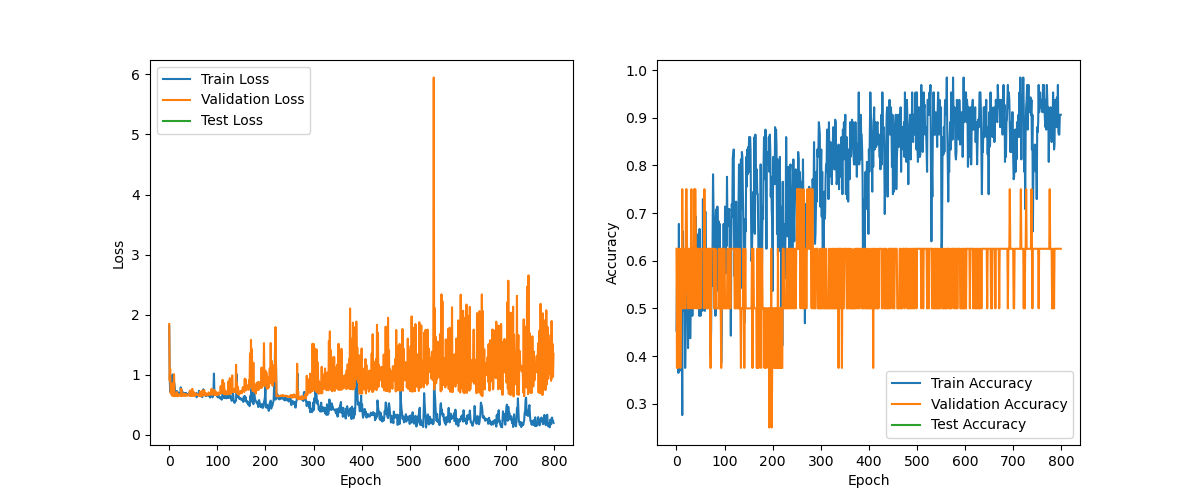 Train Loss
Validation Loss
Test Loss
6
5
4
3
2
1
0
Loss
0 100 200 300 400 500 600 700 800
Epoch
1.0
0.9
0.8
0.7
0.6
0.5
0.4
0.3
Accuracy
Train Accuracy
Validation Accuracy
Test Accuracy
0 100 200 300 400 500 600 700 800
Epoch